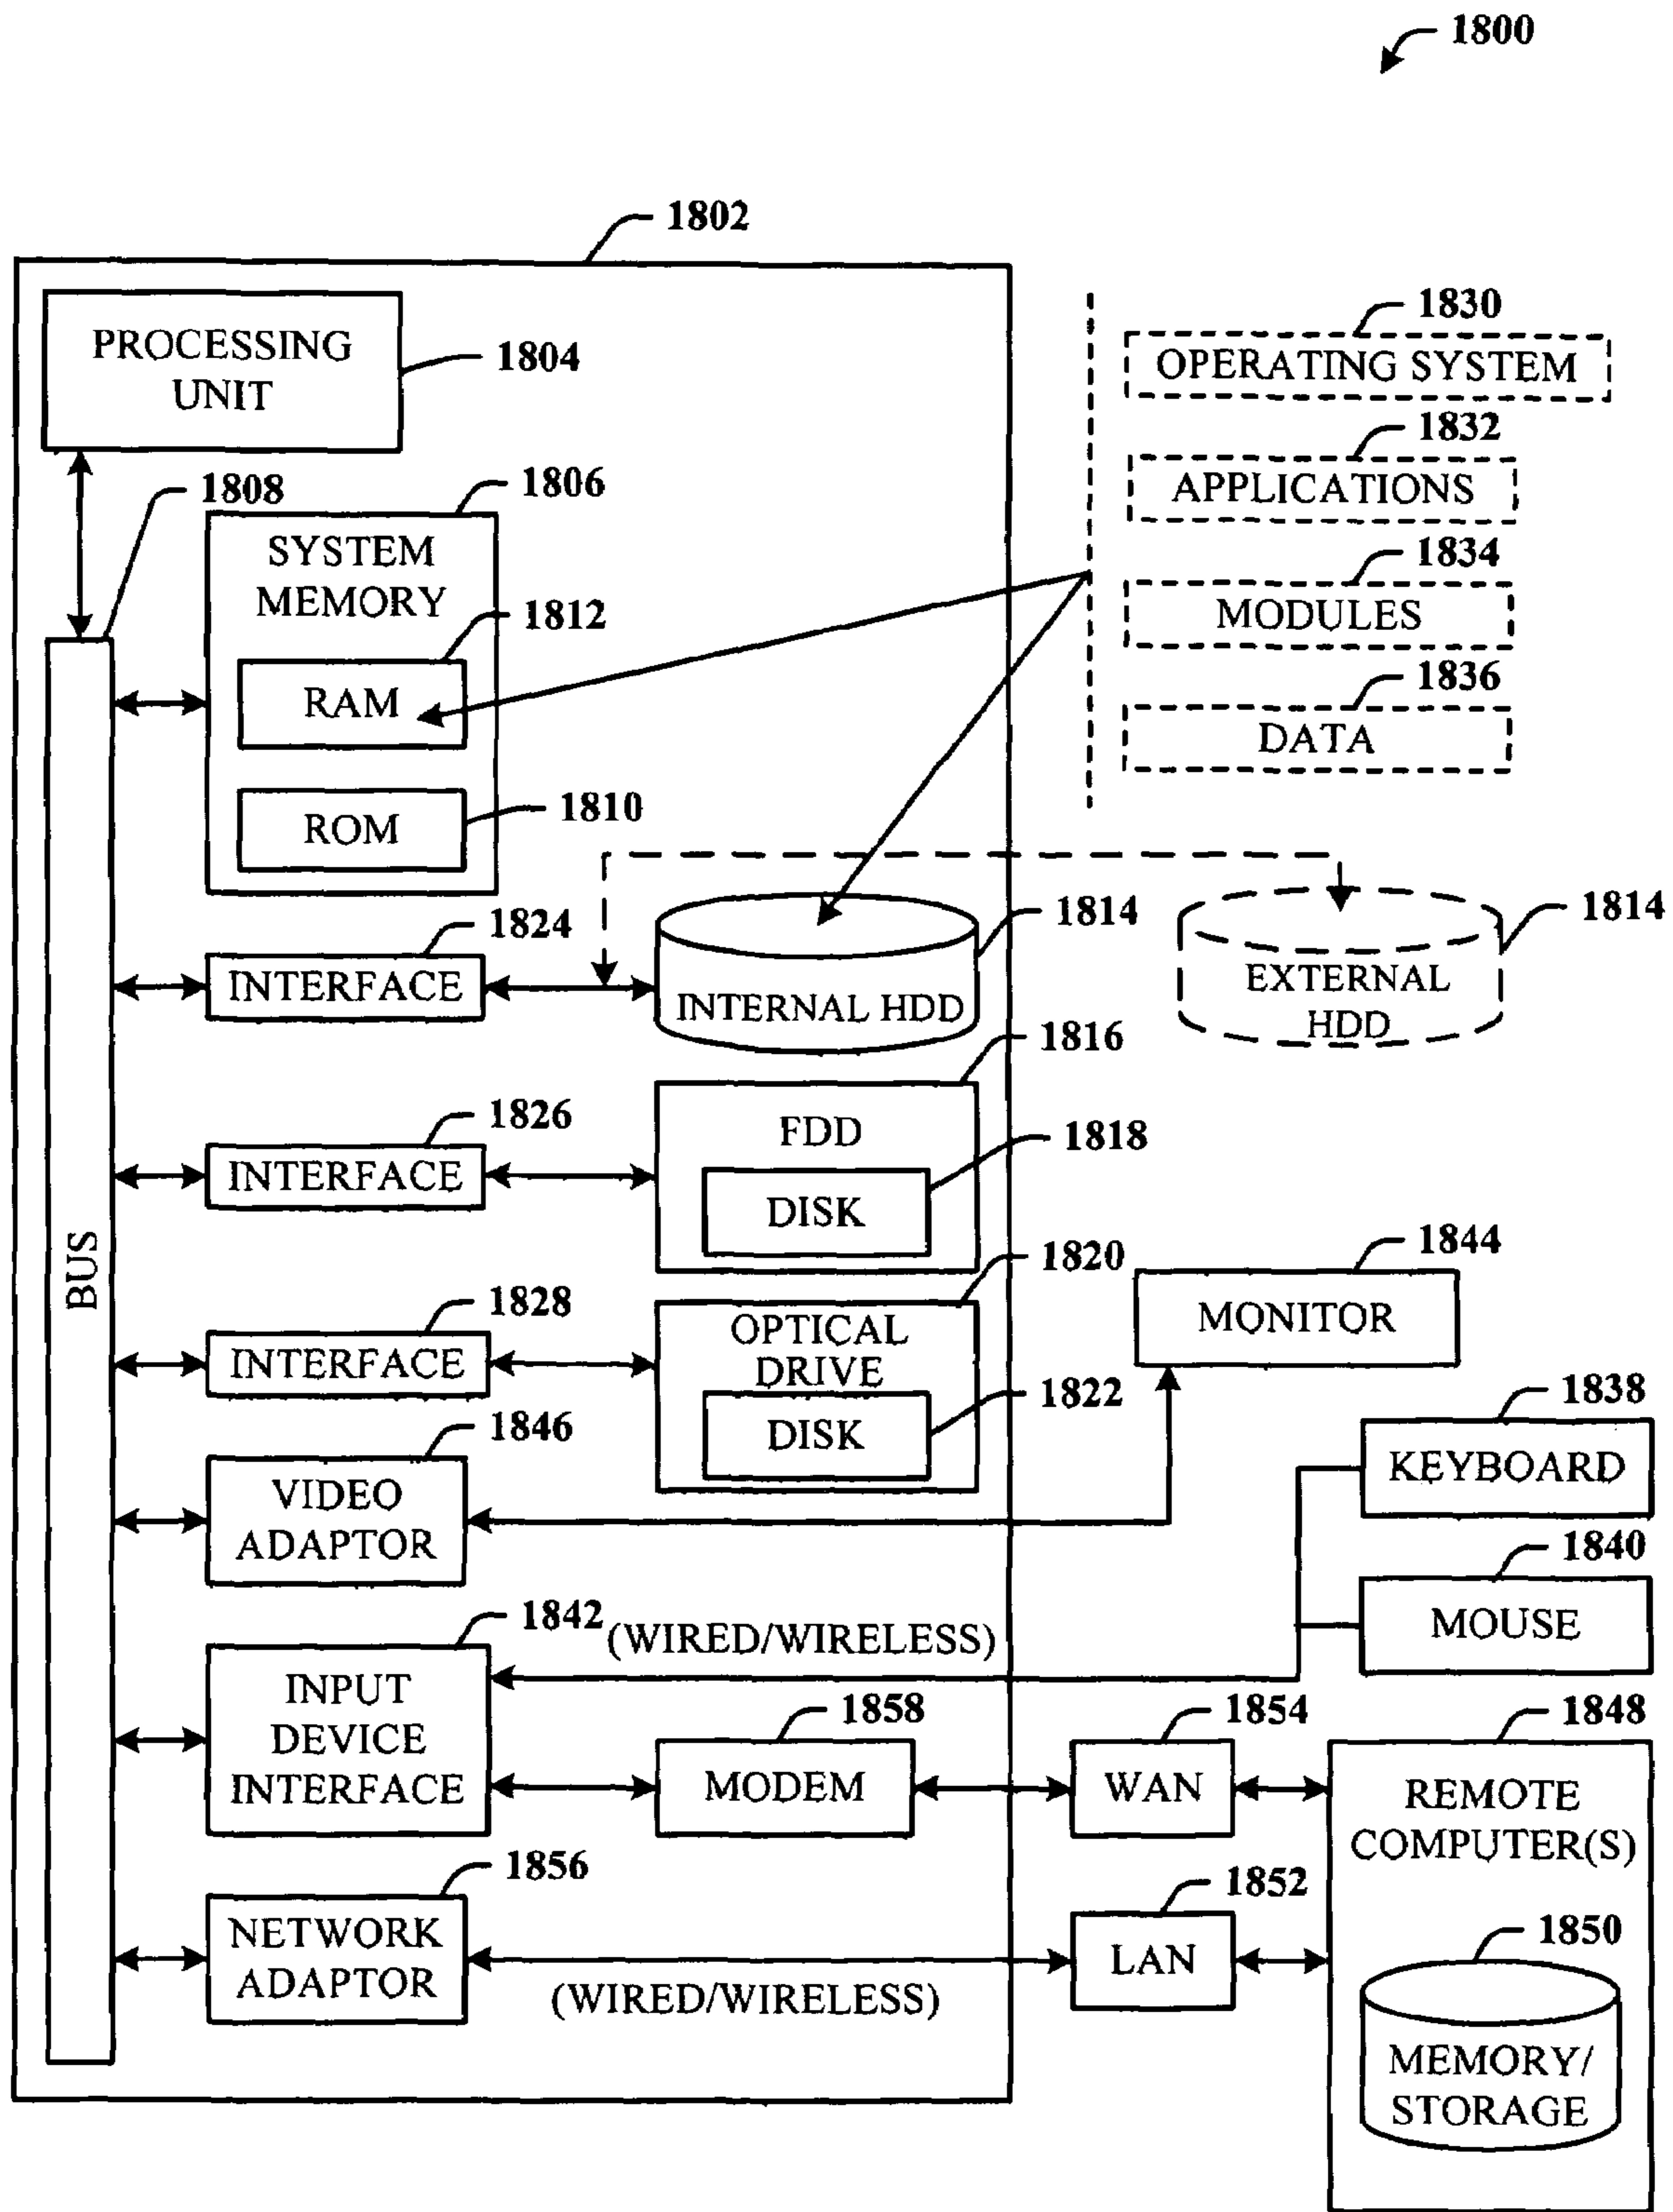 1800
1802
PROCESSING
UNIT
1804
1830
OPERATING SYSTEM
1832
APPLICATIONS
1834
MODULES
1836
DATA
1808
1806
SYSTEM
MEMORY
1812
RAM
1810
ROM
1824
INTERFACE
1814
INTERNAL HDD
1814
EXTERNAL
HDD
1816
FDD
1818
DISK
1826
INTERFACE
BUS
1820
OPTICAL
DRIVE
1822
DISK
1828
INTERFACE
1844
MONITOR
1846
VIDEO
ADAPTOR
1838
KEYBOARD
1840
MOUSE
1842
(WIRED/WIRELESS)
INPUT
DEVICE
INTERFACE
1858
MODEM
1854
WAN
1848
REMOTE
COMPUTER(S)
1856
NETWORK
ADAPTOR
(WIRED/WIRELESS)
1852
LAN
1850
MEMORY/
STORAGE